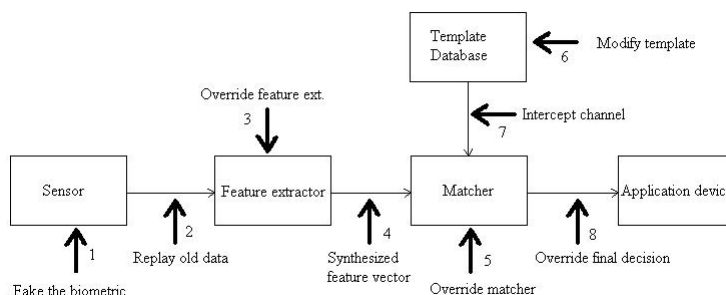 Template
Database
6
Modify template
Override feature ext.
3
7
Intercept channel
Sensor
Feature extractor
Matcher
Application devic
1
2
4
5
8
Fake the biometric
Replay old data
Synthesized
feature vector
Override matcher
Override final decision